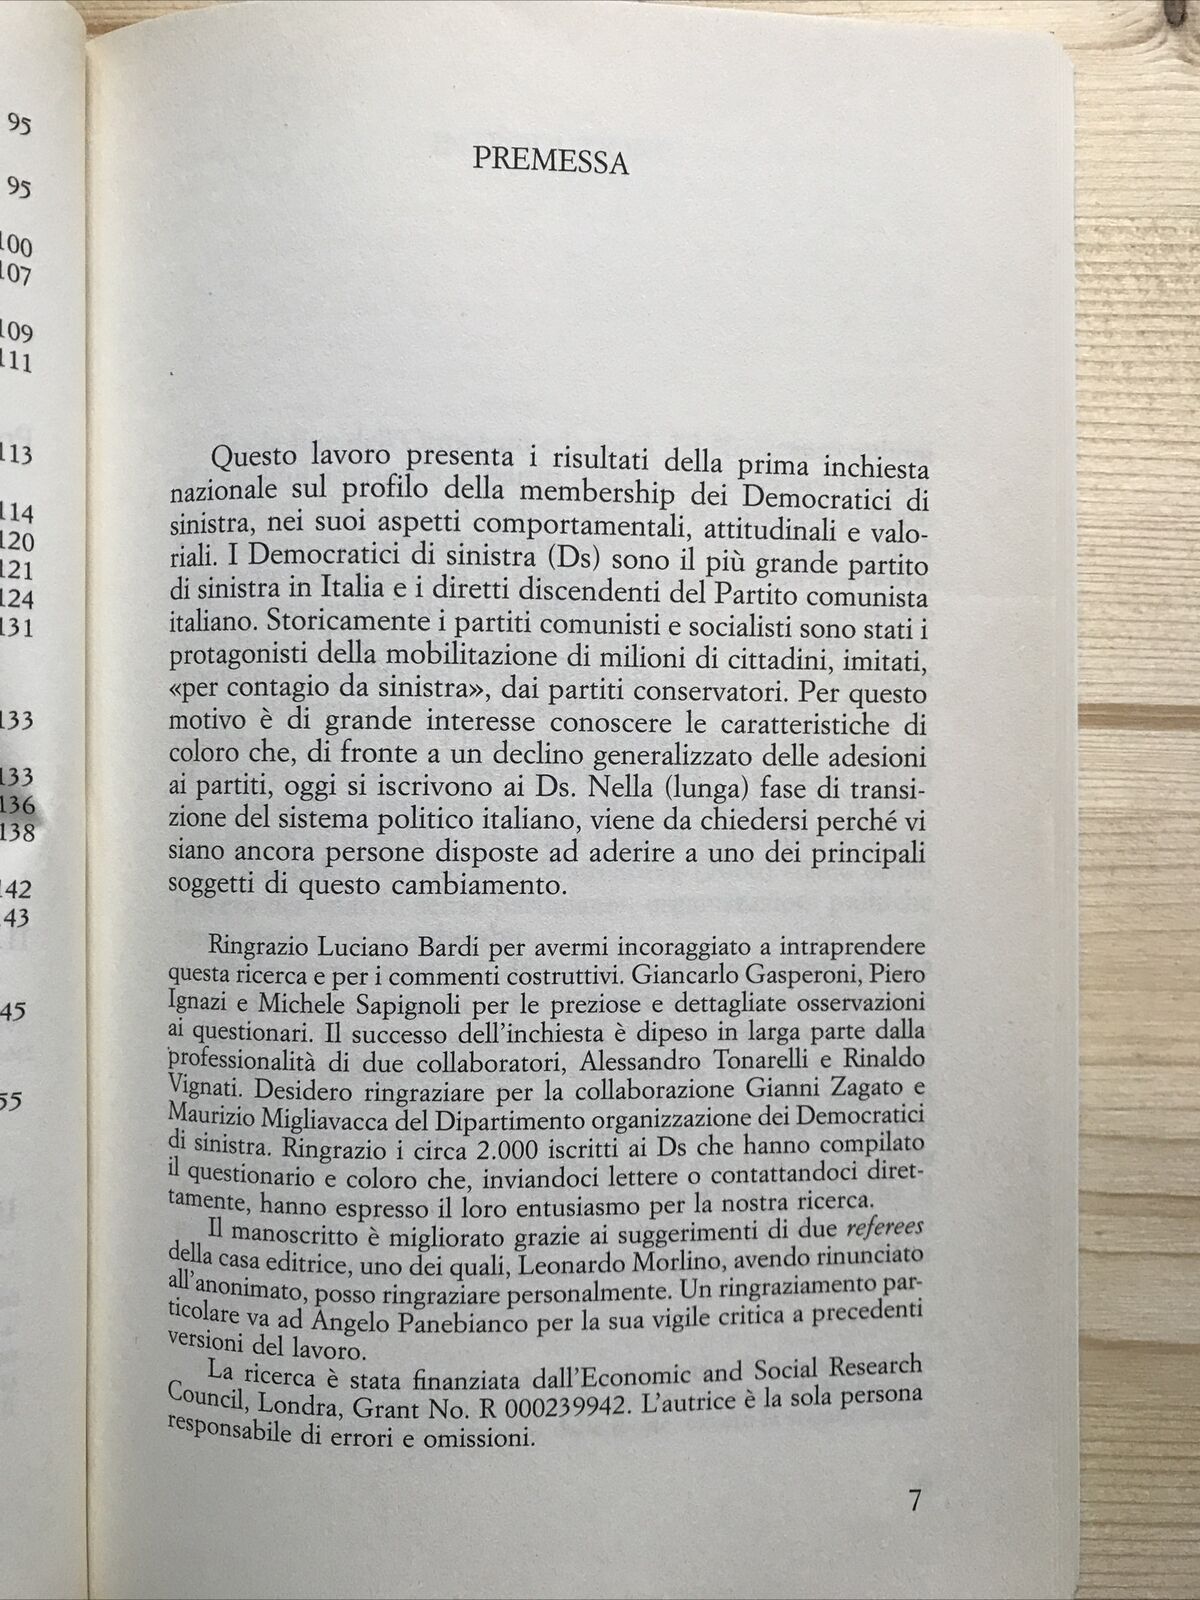 95
95
100
107
109
111
113
114
120
121
124
131
133
133
136
138
142
43
45
55
PREMESSA
Questo lavoro presenta i risultati della prima inchiesta
nazionale sul profilo della membership dei Democratici di
sinistra, nei suoi aspetti comportamentali, attitudinali e valo-
riali. I Democratici di sinistra (Ds) sono il più grande partito
di sinistra in Italia e i diretti discendenti del Partito comunista
italiano. Storicamente i partiti comunisti e socialisti sono stati i
protagonisti della mobilitazione di milioni di cittadini, imitati,
«per contagio da sinistra», dai partiti conservatori. Per questo
motivo è di grande interesse conoscere le caratteristiche di
coloro che, di fronte a un declino generalizzato delle adesioni
ai partiti, oggi si iscrivono ai Ds. Nella (lunga) fase di transi-
zione del sistema politico italiano, viene da chiedersi perché vi
siano ancora persone disposte ad aderire a uno dei principali
soggetti di questo cambiamento.
Ringrazio Luciano Bardi per avermi incoraggiato a intraprendere
questa ricerca e per i commenti costruttivi. Giancarlo Gasperoni, Piero
Ignazi e Michele Sapignoli per le preziose e dettagliate osservazioni
ai questionari. Il successo dell'inchiesta è dipeso in larga parte dalla
professionalità di due collaboratori, Alessandro Tonarelli e Rinaldo
Vignati. Desidero ringraziare per la collaborazione Gianni Zagato e
Maurizio Migliavacca del Dipartimento organizzazione dei Democratici
di sinistra. Ringrazio i circa 2.000 iscritti ai Ds che hanno compilato
il questionario e coloro che, inviandoci lettere o contattandoci diret-
tamente, hanno espresso il loro entusiasmo per la nostra ricerca.
Il manoscritto è migliorato grazie ai suggerimenti di due referees
della casa editrice, uno dei quali, Leonardo Morlino, avendo rinunciato
all'anonimato, posso ringraziare personalmente. Un ringraziamento par-
ticolare va ad Angelo Panebianco per la sua vigile critica a precedenti
versioni del lavoro.
La ricerca è stata finanziata dall'Economic and Social Research
Council, Londra, Grant No. R 000239942. L'autrice è la sola persona
responsabile di errori e omissioni.
7